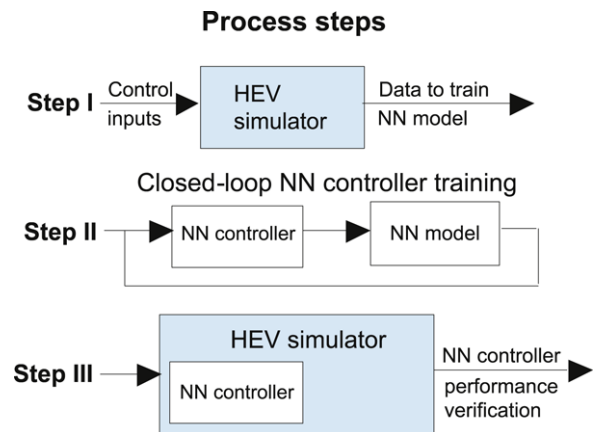 Process steps
Step I
Control
inputs
HEV
simulator
Data to train
NN model
Closed-loop NN controller training
Step II
NN controller
NN model
Step III
HEV simulator
NN controller
NN controller
performance
verification